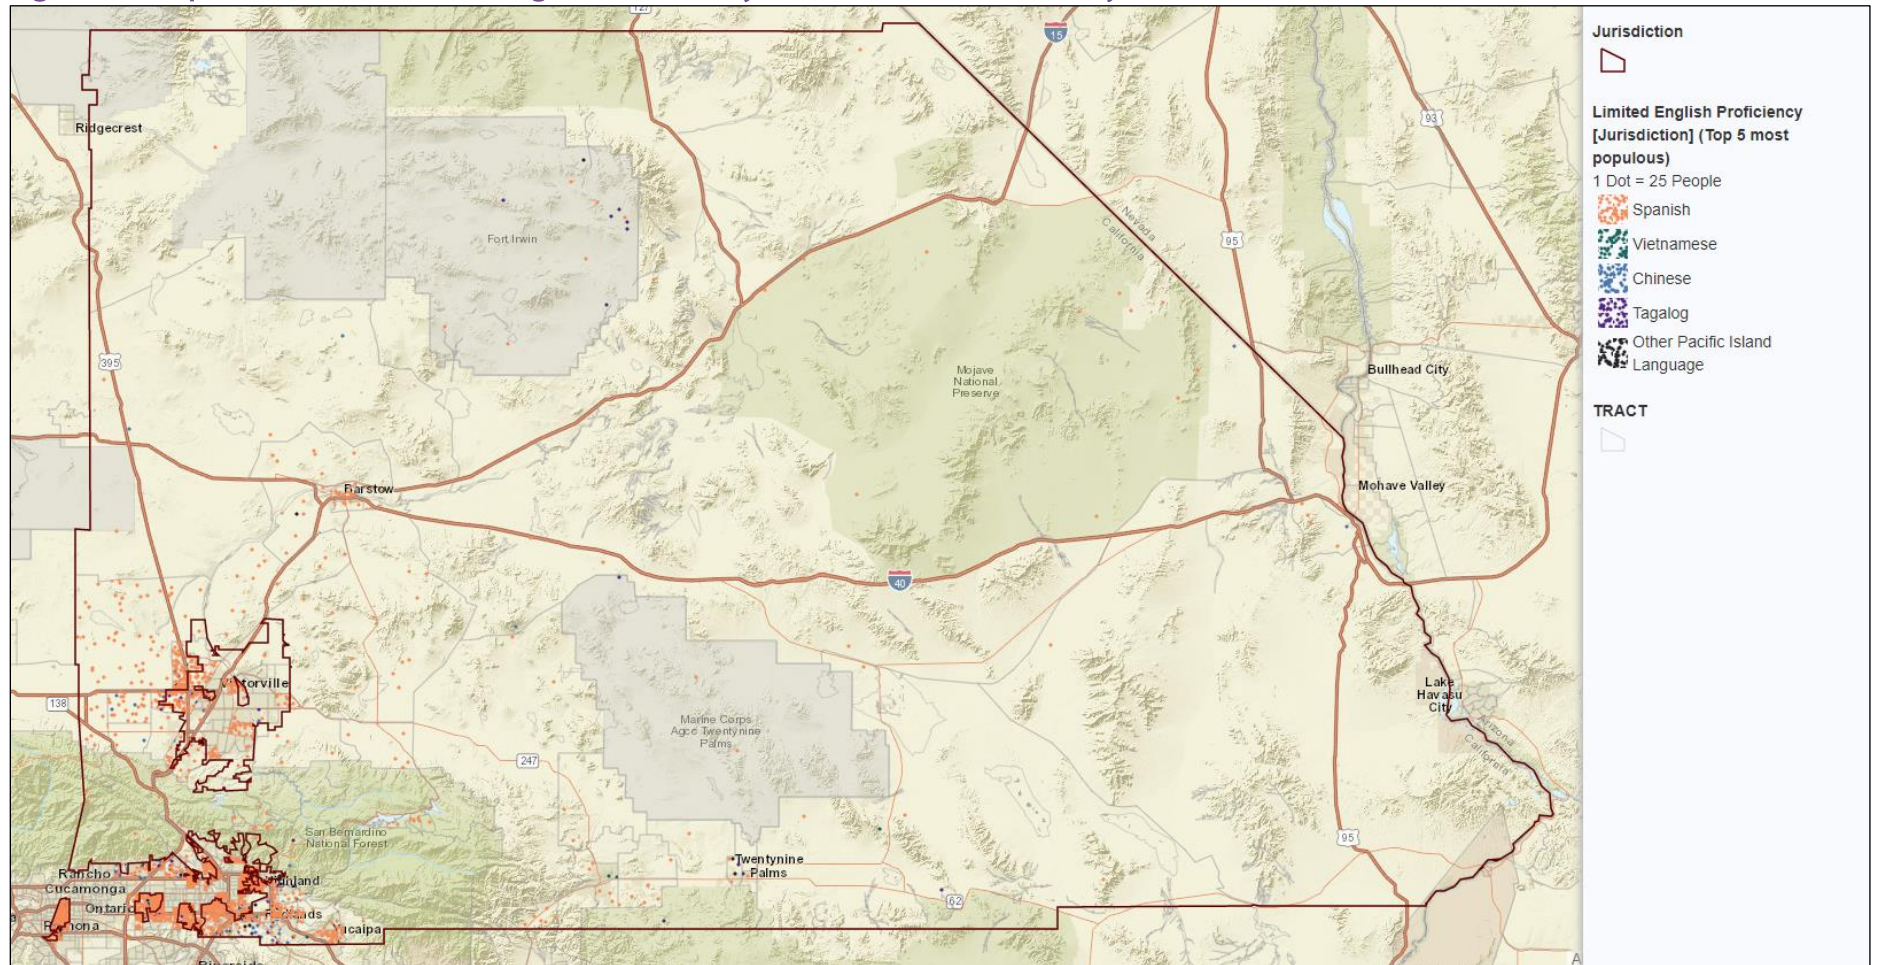 127
15
Ridgecrest
93
Fort Irwin
Nevada
California
95
395
Mojave
National
Preserve
Bullhead City
Barstow
Mohave Valley
40
torville
138
Lake
Havasu
City
Marine Corps
Agcc Twentynine
Palms
Arizona
California
247
San Bernardino
National Forest
95
Twentynine
Palms
Rancho
Cucamonga
62
Jurisdiction
Limited English Proficiency
[Jurisdiction] (Top 5 most
populous)
1 Dot = 25 People
Spanish
Vietnamese
Chinese
Tagalog
Other Pacific Island
Language
TRACT